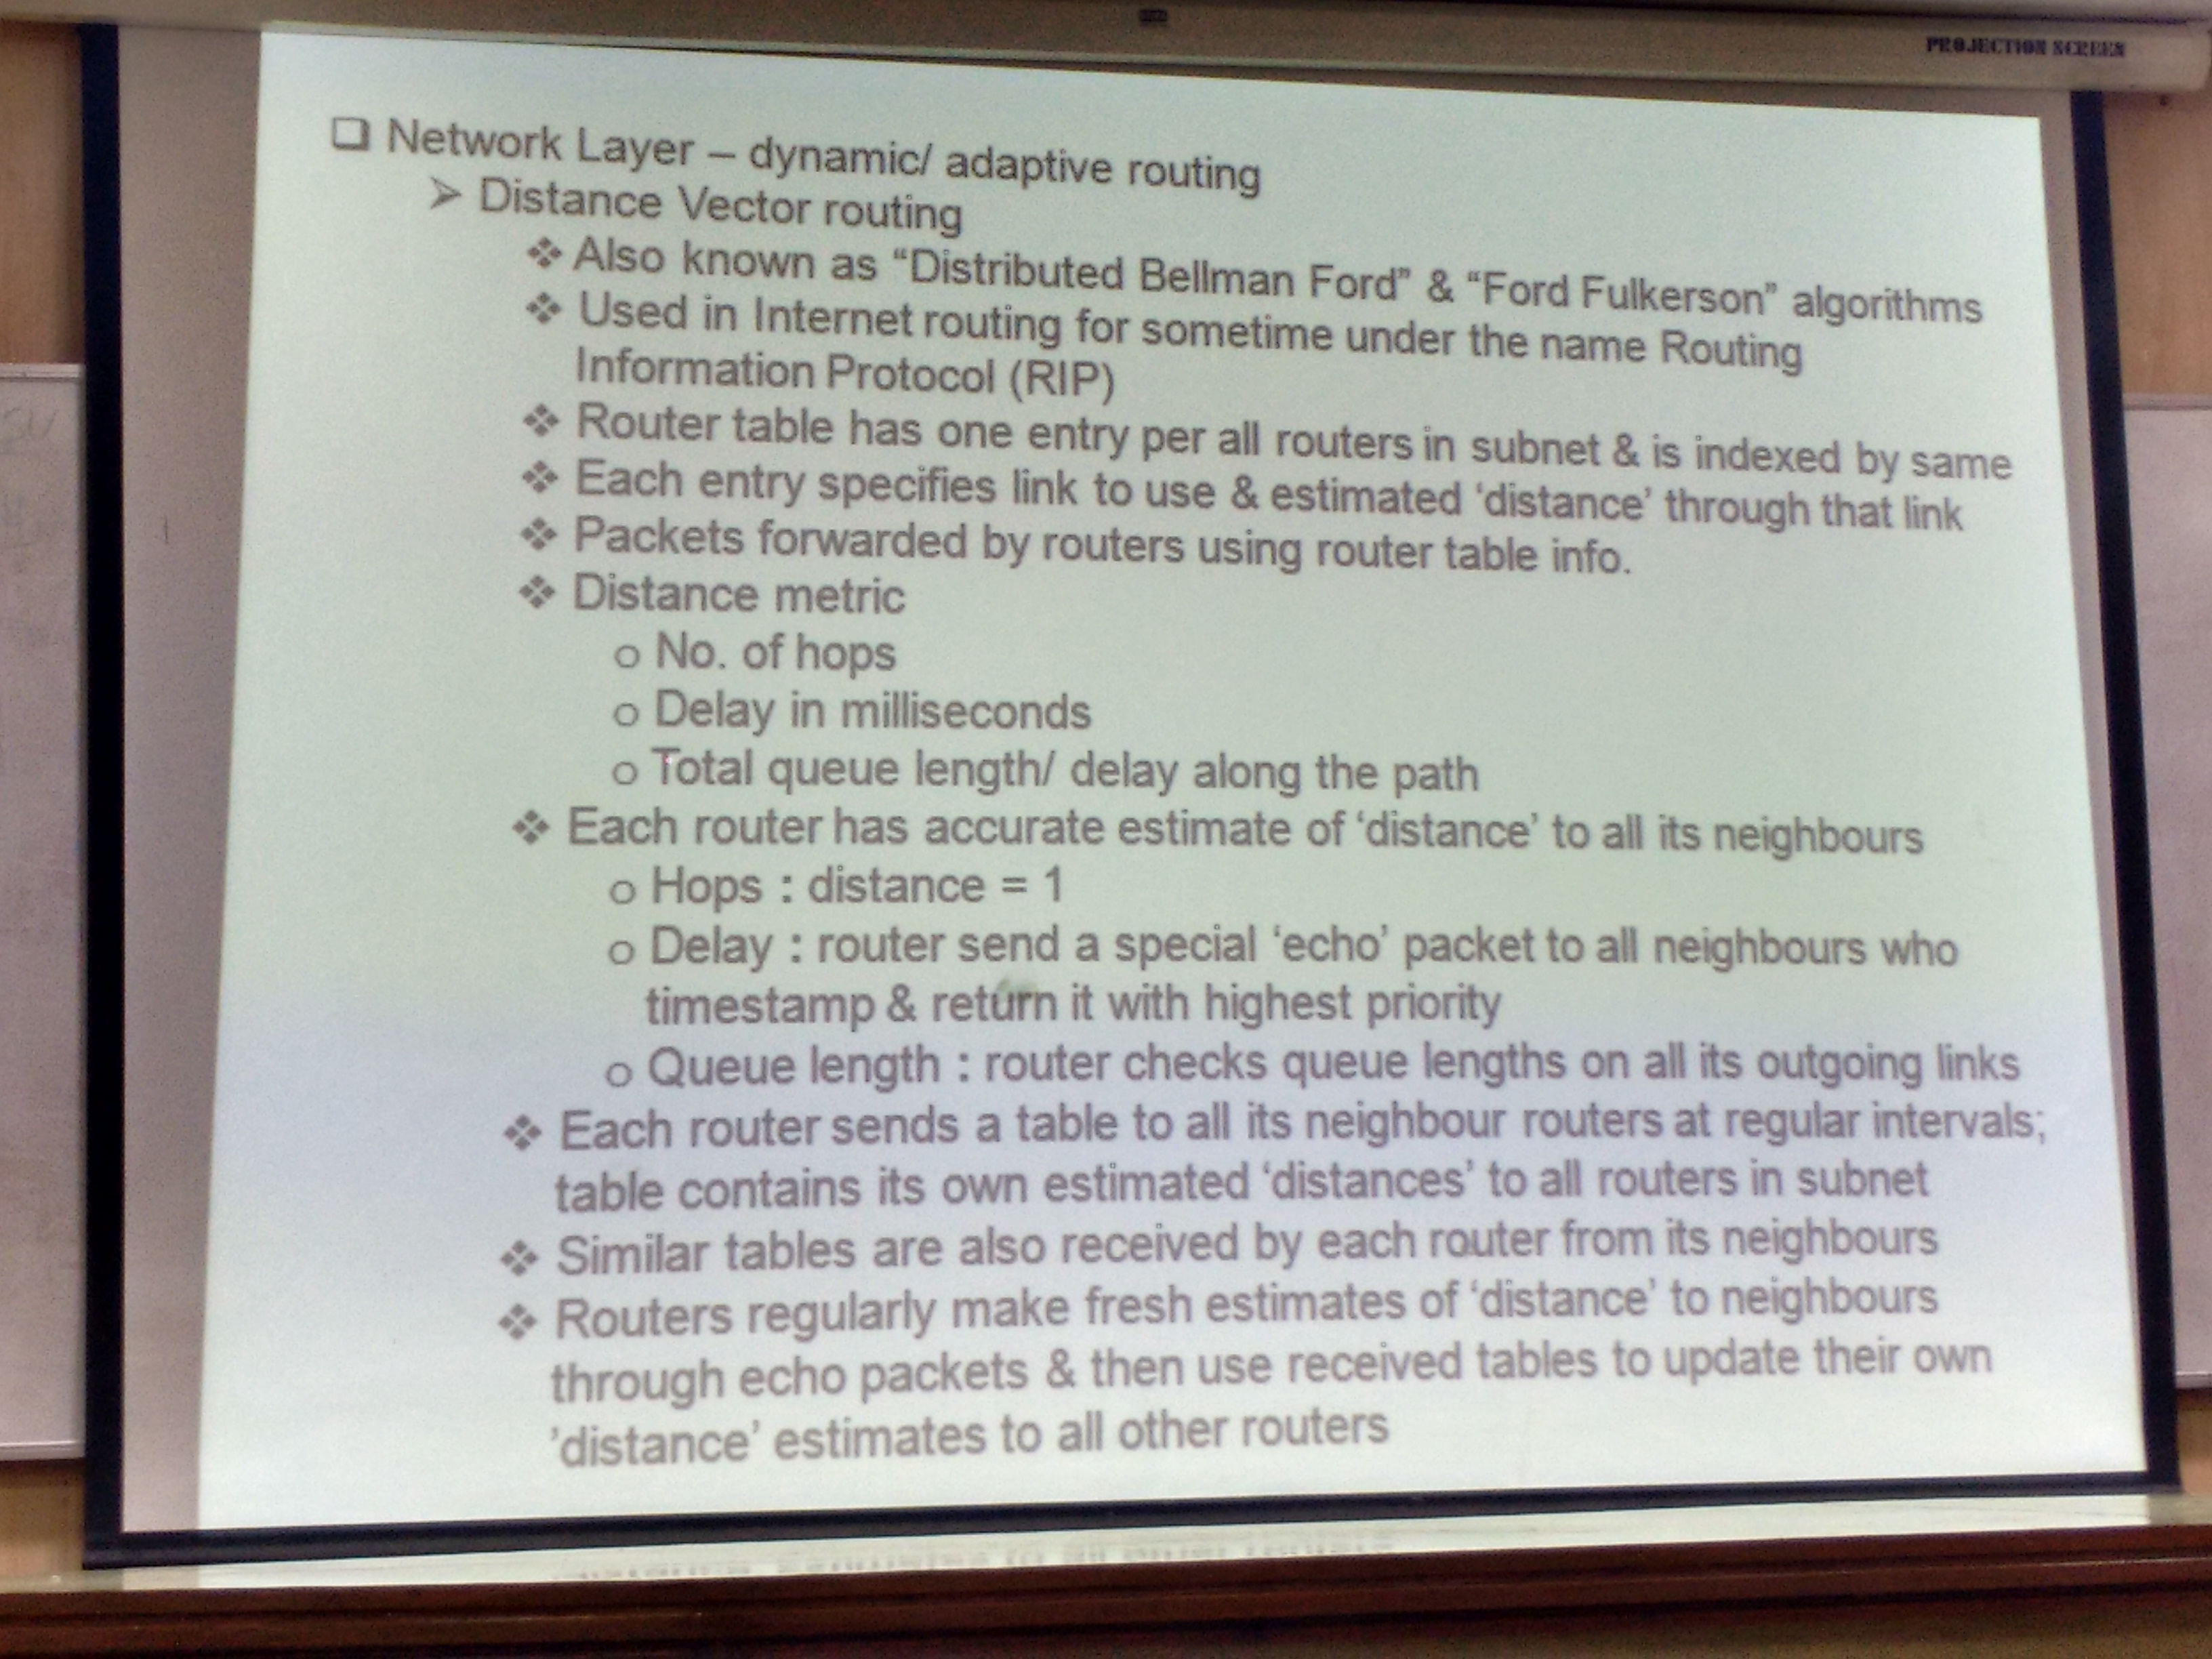 PROJECTION SCREEN
❑ Network Layer – dynamic/ adaptive routing
➢ Distance Vector routing
❖ Also known as “Distributed Bellman Ford” & “Ford Fulkerson” algorithms
❖ Used in Internet routing for sometime under the name Routing
Information Protocol (RIP)
❖ Router table has one entry per all routers in subnet & is indexed by same
❖ Each entry specifies link to use & estimated ‘distance’ through that link
❖ Packets forwarded by routers using router table info.
❖ Distance metric
o No. of hops
o Delay in milliseconds
o Total queue length/ delay along the path
❖ Each router has accurate estimate of ‘distance’ to all its neighbours
o Hops : distance = 1
o Delay : router send a special ‘echo’ packet to all neighbours who
timestamp & return it with highest priority
o Queue length : router checks queue lengths on all its outgoing links
❖ Each router sends a table to all its neighbour routers at regular intervals;
table contains its own estimated ‘distances’ to all routers in subnet
❖ Similar tables are also received by each router from its neighbours
❖ Routers regularly make fresh estimates of ‘distance’ to neighbours
through echo packets & then use received tables to update their own
’distance’ estimates to all other routers